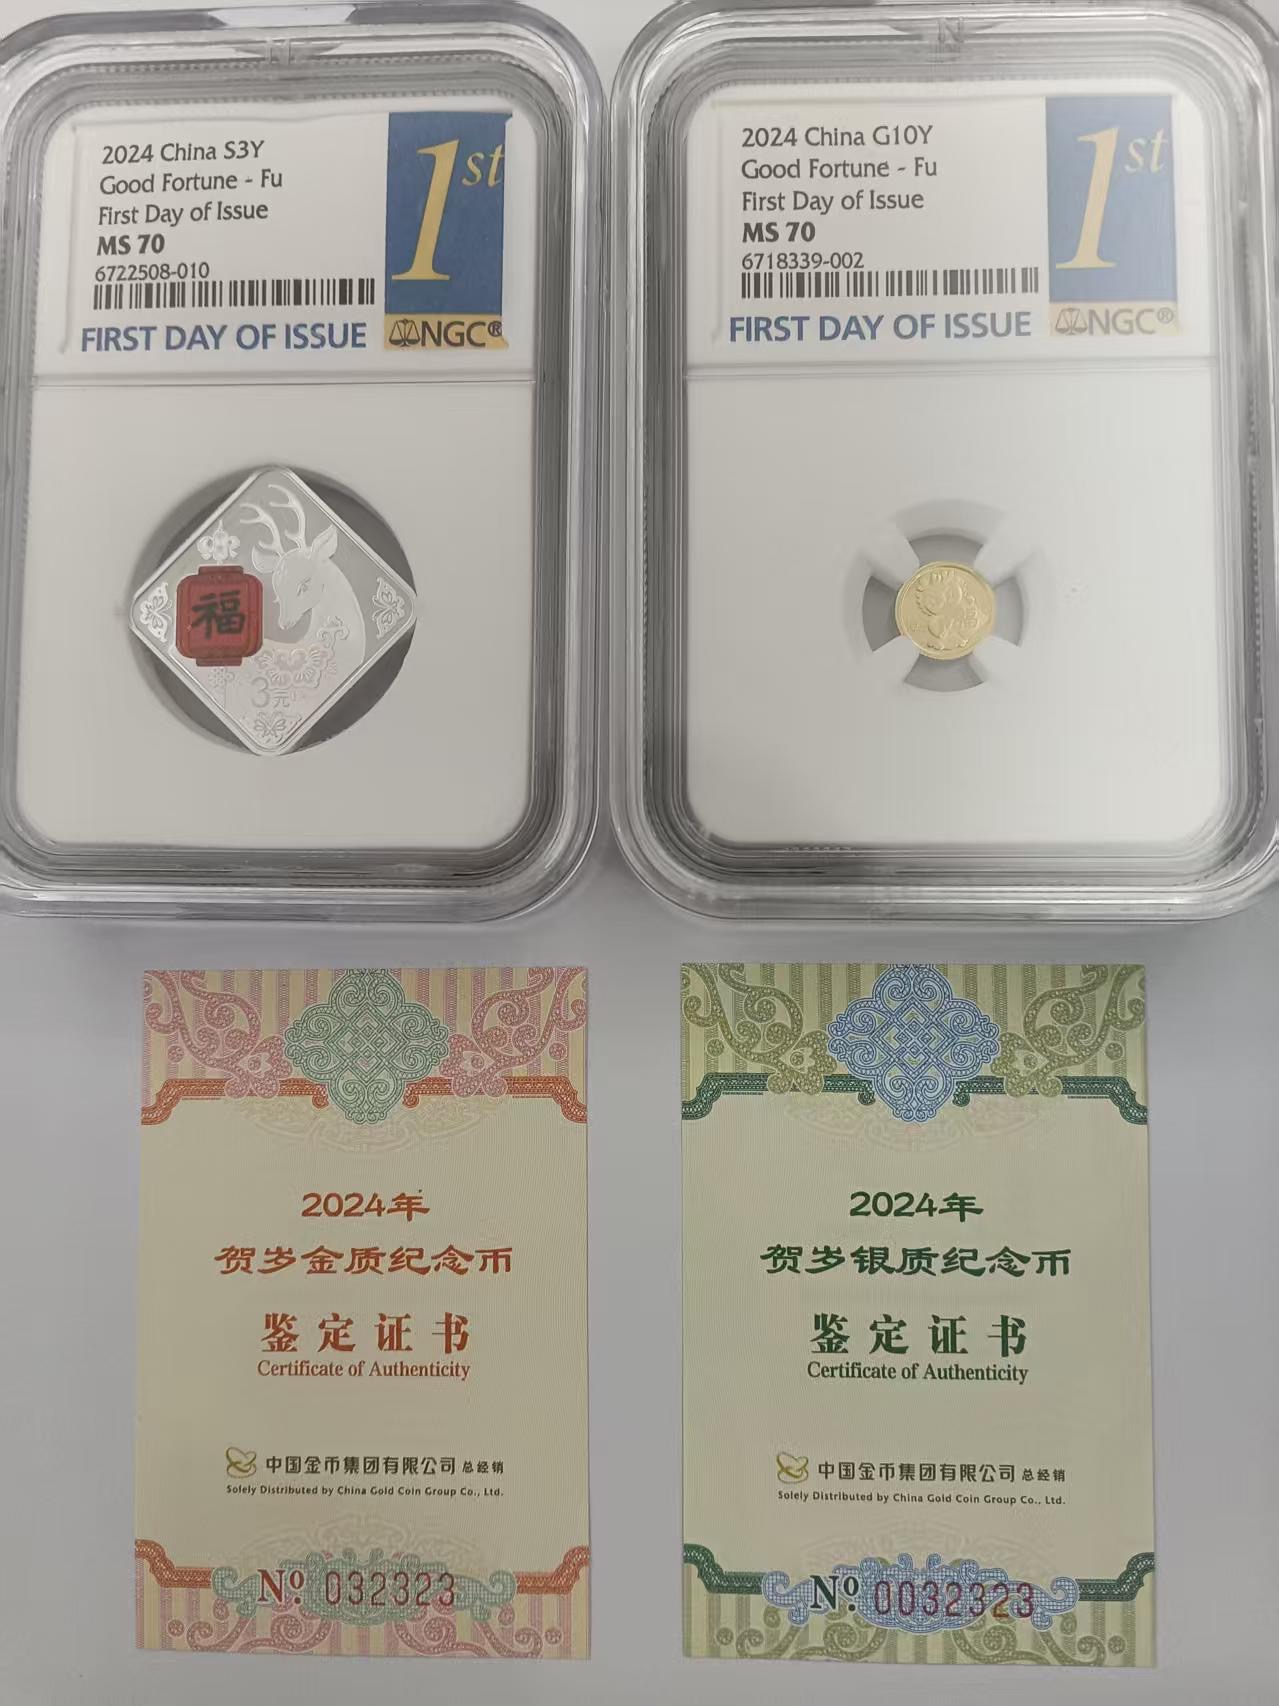 2024 China S3Y
Good Fortune - Fu
First Day of Issue
MS 70
6722508-010
FIRST DAY OF ISSUE
1st
NGC®
2024 China G10Y
Good Fortune - Fu
First Day of Issue
MS 70
6718339-002
FIRST DAY OF ISSUE
1st
NGC®
福
3元
福
2024年
贺岁金质纪念币
鉴定证书
Certificate of Authenticity
中国金币集团有限公司 总经销
Solely Distributed by China Gold Coin Group Co., Ltd.
№ 032323
2024年
贺岁银质纪念币
鉴定证书
Certificate of Authenticity
中国金币集团有限公司 总经销
Solely Distributed by China Gold Coin Group Co., Ltd.
№ 0032323